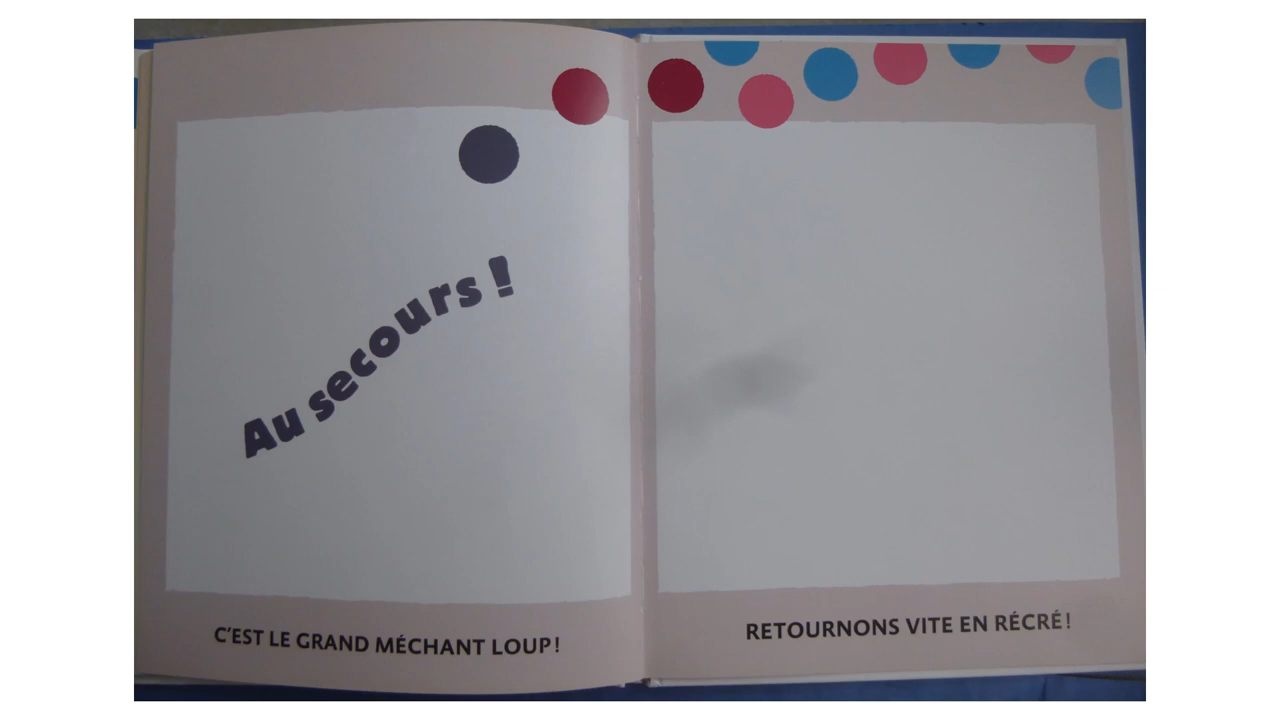 Au secours !
C'EST LE GRAND MÉCHANT LOUP!
RETOURNONS VITE EN RÉCRÉ!